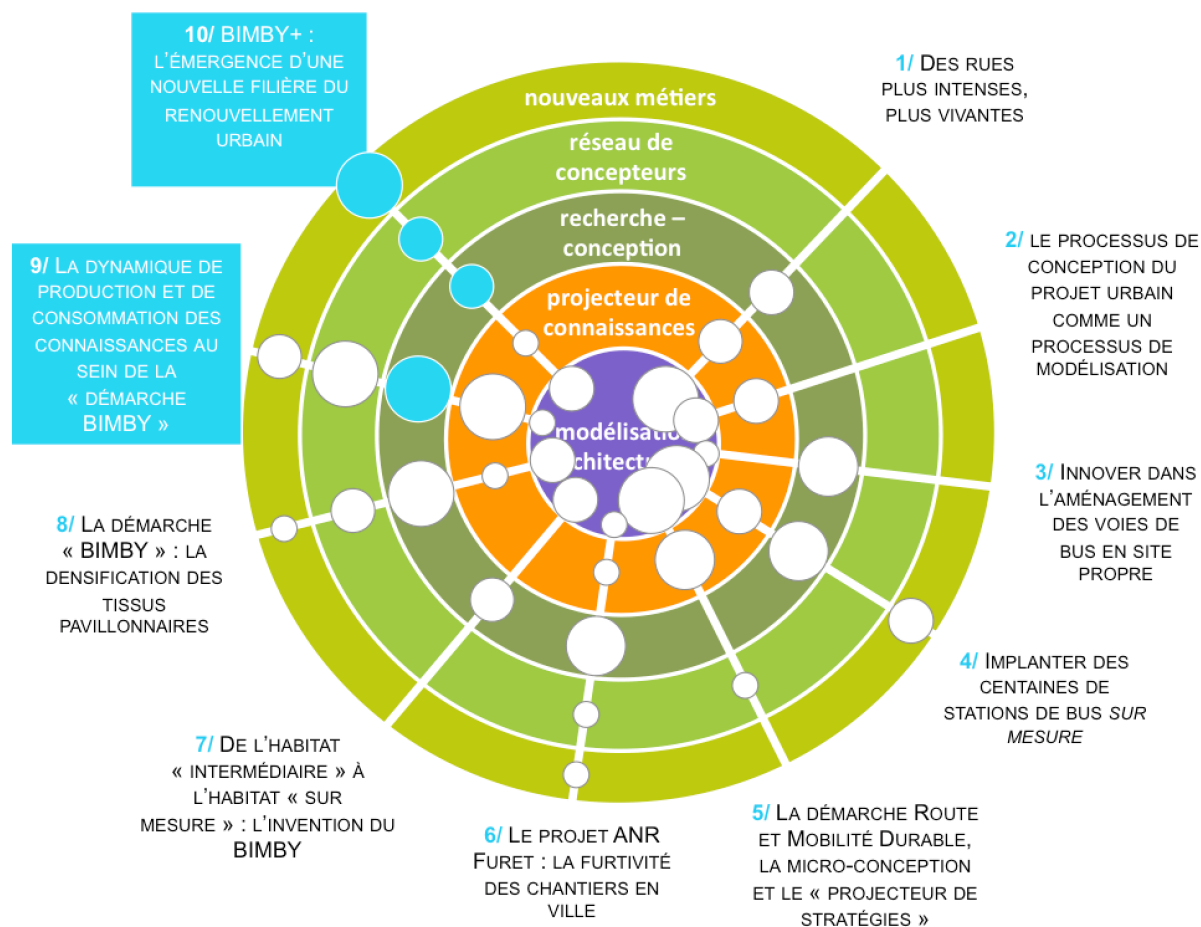 10/ BIMBY+ :
L'ÉMERGENCE D'UNE
NOUVELLE FILIÈRE DU
RENOUVELLEMENT
URBAIN
1/ DES RUES
PLUS INTENSES,
PLUS VIVANTES
nouveaux métiers
réseau de
concepteurs
recherche –
conception
projecteur de
connaissances
modélisation
2/ LE PROCESSUS DE
CONCEPTION DU
PROJET URBAIN
COMME UN
PROCESSUS DE
MODÉLISATION
9/ LA DYNAMIQUE DE
PRODUCTION ET DE
CONSOMMATION DES
CONNAISSANCES AU
SEIN DE LA
« DÉMARCHE
BIMBY »
3/ INNOVER DANS
L'AMÉNAGEMENT
DES VOIES DE
BUS EN SITE
PROPRE
8/ LA DÉMARCHE
« BIMBY » : LA
DENSIFICATION DES
TISSUS
PAVILLONNAIRES
4/ IMPLANTER DES
CENTAINES DE
STATIONS DE BUS SUR
MESURE
7/ DE L'HABITAT
« INTERMÉDIAIRE » À
L'HABITAT « SUR
MESURE » : L'INVENTION DU
BIMBY
6/ LE PROJET ANR
FURET : LA FURTIVITÉ
DES CHANTIERS EN
VILLE
5/ LA DÉMARCHE ROUTE
ET MOBILITÉ DURABLE,
LA MICRO-CONCEPTION
ET LE « PROJECTEUR DE
STRATÉGIES »